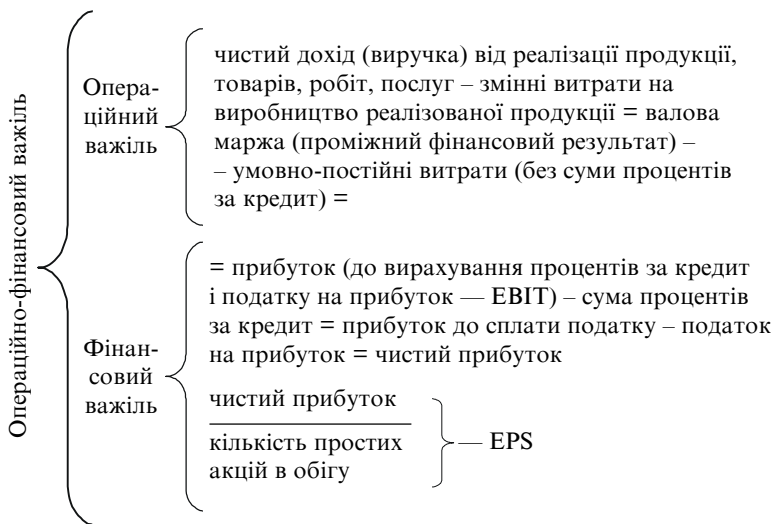 Операційно-фінансовий важіль
Опера-
ційний
важіль
чистий дохід (виручка) від реалізації продукції,
товарів, робіт, послуг – змінні витрати на
виробництво реалізованої продукції = валова
маржа (проміжний фінансовий результат) –
– умовно-постійні витрати (без суми процентів
за кредит) =
Фінан-
совий
важіль
= прибуток (до вирахування процентів за кредит
і податку на прибуток — EBIT) – сума процентів
за кредит = прибуток до сплати податку – податок
на прибуток = чистий прибуток
чистий прибуток
кількість простих
акцій в обігу
— EPS